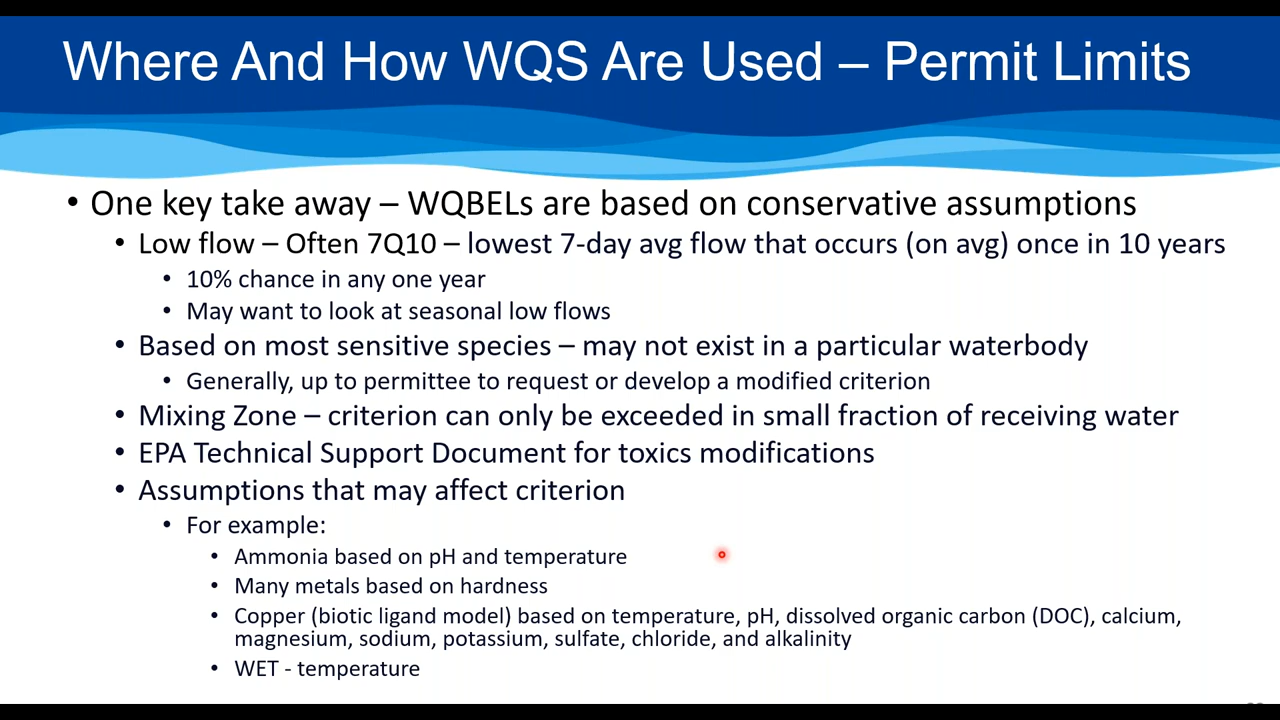 Where And How WQS Are Used – Permit Limits
• One key take away – WQBELs are based on conservative assumptions
• Low flow – Often 7Q10 – lowest 7-day avg flow that occurs (on avg) once in 10 years
• 10% chance in any one year
• May want to look at seasonal low flows
• Based on most sensitive species – may not exist in a particular waterbody
• Generally, up to permittee to request or develop a modified criterion
• Mixing Zone – criterion can only be exceeded in small fraction of receiving water
• EPA Technical Support Document for toxics modifications
• Assumptions that may affect criterion
• For example:
• Ammonia based on pH and temperature
• Many metals based on hardness
• Copper (biotic ligand model) based on temperature, pH, dissolved organic carbon (DOC), calcium,
magnesium, sodium, potassium, sulfate, chloride, and alkalinity
• WET - temperature